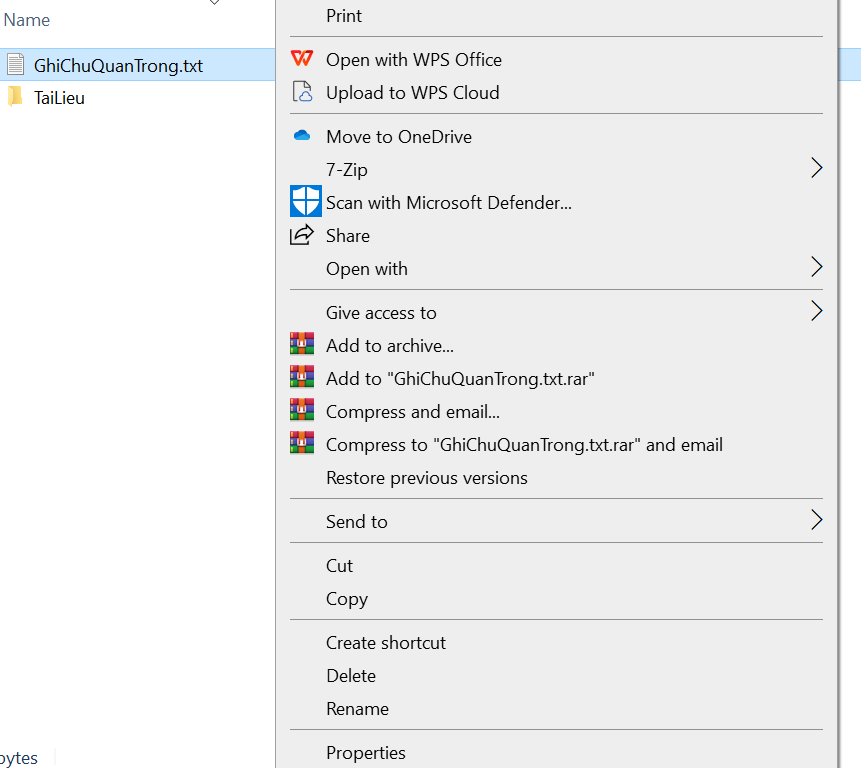 Name
GhiChuQuanTrong.txt
TaiLieu
Print
Open with WPS Office
Upload to WPS Cloud
Move to OneDrive
7-Zip
Scan with Microsoft Defender...
Share
Open with
Give access to
Add to archive...
Add to "GhiChuQuanTrong.txt.rar"
Compress and email...
Compress to "GhiChuQuanTrong.txt.rar" and email
Restore previous versions
Send to
Cut
Copy
Create shortcut
Delete
Rename
Properties